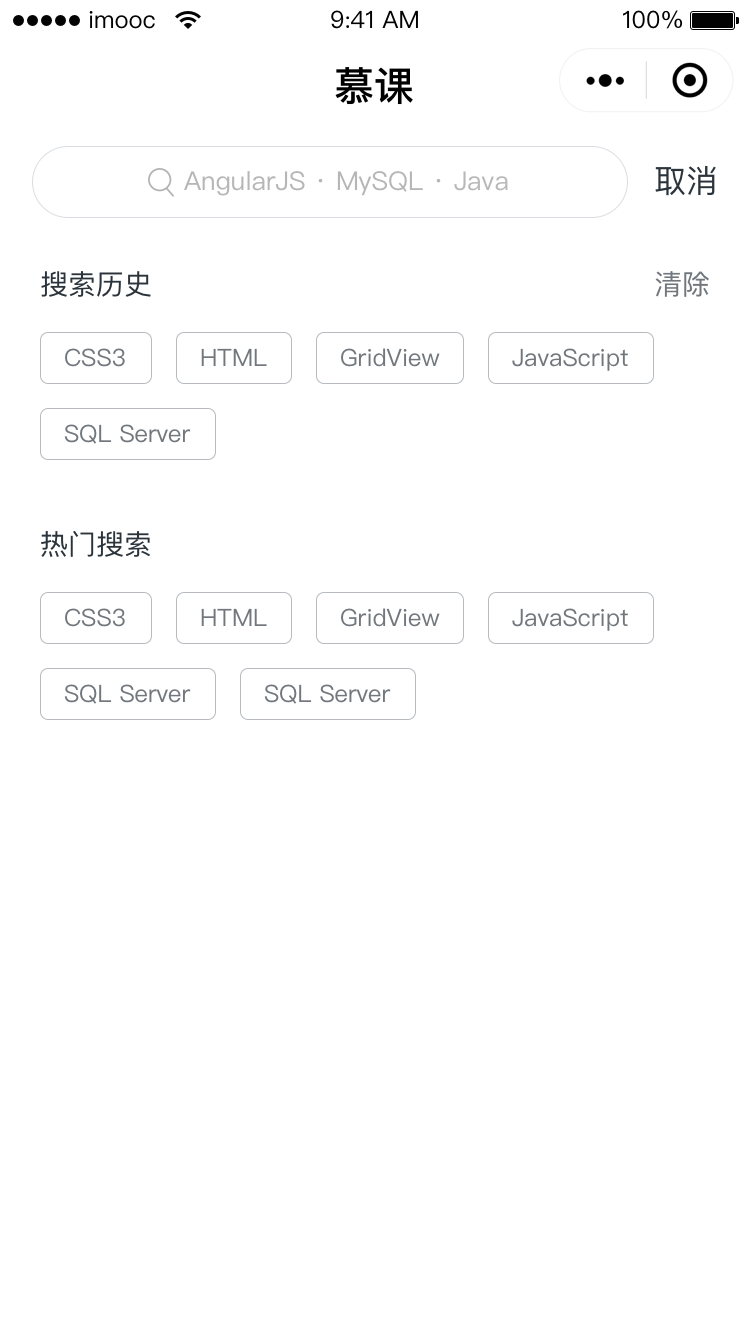 imooc 9:41 AM 100%
慕课
AngularJS · MySQL · Java 取消
搜索历史 清除
CSS3 HTML GridView JavaScript
SQL Server
热门搜索
CSS3 HTML GridView JavaScript
SQL Server SQL Server